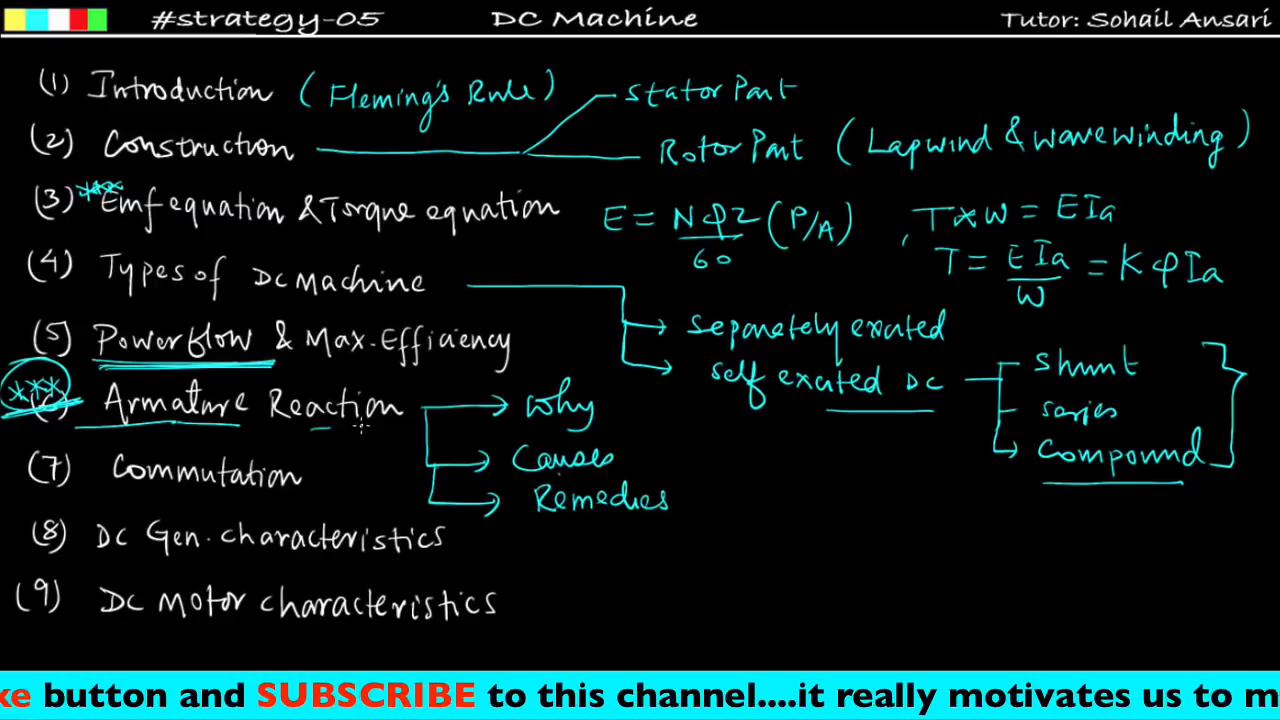 #strategy-05 DC Machine Tutor: Sohail Ansari
(1) Introduction (Fleming's Rule)
Stator Part
(2) Construction
Rotor Part (Lapwind & wavewinding)
(3) *** Emf equation & Torque equation
E = NφZ/60 (P/A), T×W = EIa
T = EIa/W = KφIa
(4) Types of DC Machine
Separately excited
self excited DC
shunt
series
Compound
(5) Powerflow & Max. Efficiency
*** Armature Reaction
Why
Causes
Remedies
(7) Commutation
(8) DC Gen. characteristics
(9) DC Motor characteristics
button and SUBSCRIBE to this channel....it really motivates us to